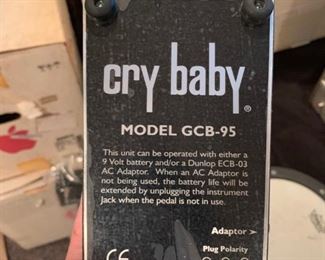 cry baby®
MODEL GCB-95
This unit can be operated with either a
9 Volt battery and/or a Dunlop ECB-03
AC Adaptor. When an AC Adaptor is
not being used, the battery life will be
extended by unplugging the instrument
Jack when the pedal is not in use.
Adaptor >
Plug Polarity
CE